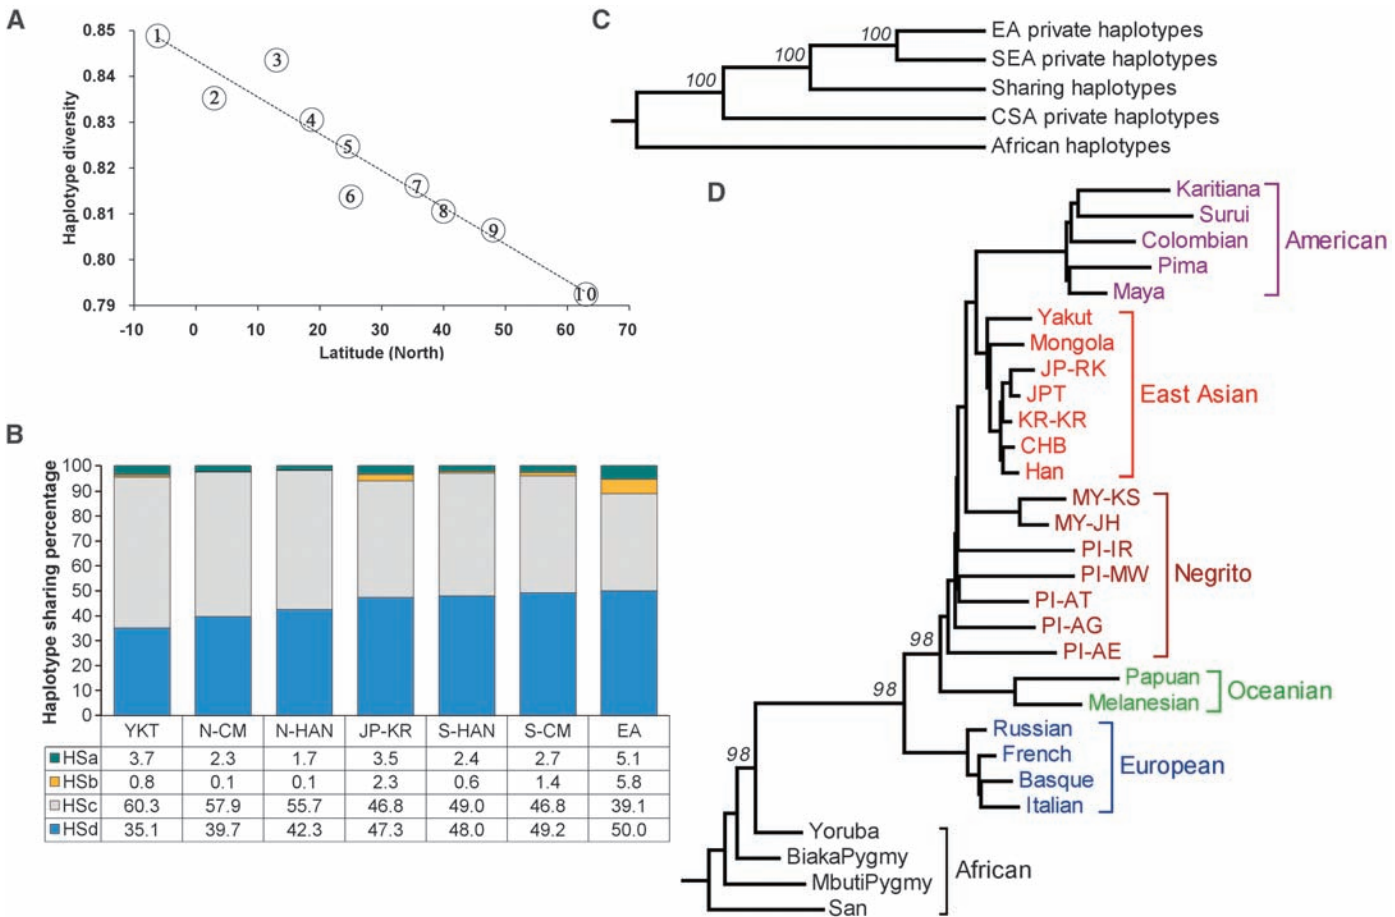 A
Haplotype diversity
0.85
0.84
0.83
0.82
0.81
0.80
0.79
1
2
3
4
5
6
7
8
9
10
-10 0 10 20 30 40 50 60 70
Latitude (North)
B
Haplotype sharing percentage
100
90
80
70
60
50
40
30
20
10
0
YKT N-CM N-HAN JP-KR S-HAN S-CM EA
HSa 3.7 2.3 1.7 3.5 2.4 2.7 5.1
HSb 0.8 0.1 0.1 2.3 0.6 1.4 5.8
HSc 60.3 57.9 55.7 46.8 49.0 46.8 39.1
HSd 35.1 39.7 42.3 47.3 48.0 49.2 50.0
C
100
100
100
EA private haplotypes
SEA private haplotypes
Sharing haplotypes
CSA private haplotypes
African haplotypes
D
Karitiana
Surui
Colombian
Pima
Maya
American
Yakut
Mongola
JP-RK
JPT
KR-KR
CHB
Han
East Asian
MY-KS
MY-JH
PI-IR
PI-MW
PI-AT
PI-AG
PI-AE
Negrito
98
Papuan
Melanesian
Oceanian
98
Russian
French
Basque
Italian
European
98
Yoruba
BiakaPygmy
MbutiPygmy
San
African